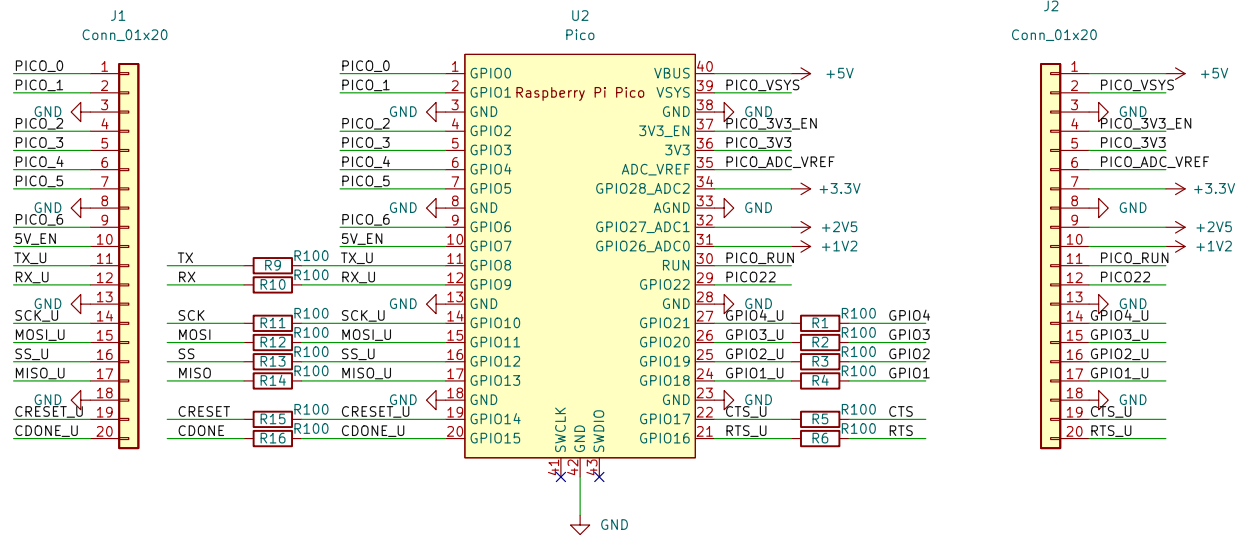 J1
Conn_01x20
PICO_0 1
PICO_1 2
GND 3
PICO_2 4
PICO_3 5
PICO_4 6
PICO_5 7
GND 8
PICO_6 9
5V_EN 10
TX_U 11
RX_U 12
GND 13
SCK_U 14
MOSI_U 15
SS_U 16
MISO_U 17
GND 18
CRESET_U 19
CDONE_U 20
TX R9 R100
RX R10 R100
SCK R11 R100
MOSI R12 R100
SS R13 R100
MISO R14 R100
CRESET R15 R100
CDONE R16 R100
U2
Pico
Raspberry Pi Pico
PICO_0 1 GPIO0
PICO_1 2 GPIO1
GND 3 GND
PICO_2 4 GPIO2
PICO_3 5 GPIO3
PICO_4 6 GPIO4
PICO_5 7 GPIO5
GND 8 GND
PICO_6 9 GPIO6
5V_EN 10 GPIO7
TX_U 11 GPIO8
RX_U 12 GPIO9
GND 13 GND
SCK_U 14 GPIO10
MOSI_U 15 GPIO11
SS_U 16 GPIO12
MISO_U 17 GPIO13
GND 18 GND
CRESET_U 19 GPIO14
CDONE_U 20 GPIO15
VBUS 40 +5V
VSYS 39 PICO_VSYS
GND 38 GND
3V3_EN 37 PICO_3V3_EN
3V3 36 PICO_3V3
ADC_VREF 35 PICO_ADC_VREF
GPIO28_ADC2 34 +3.3V
AGND 33 GND
GPIO27_ADC1 32 +2V5
GPIO26_ADC0 31 +1V2
RUN 30 PICO_RUN
GPIO22 29 PICO22
GND 28 GND
GPIO21 27 GPIO4_U R1 R100 GPIO4
GPIO20 26 GPIO3_U R2 R100 GPIO3
GPIO19 25 GPIO2_U R3 R100 GPIO2
GPIO18 24 GPIO1_U R4 R100 GPIO1
GND 23 GND
GPIO17 22 CTS_U R5 R100 CTS
GPIO16 21 RTS_U R6 R100 RTS
SWCLK 41
GND 42
SWDIO 43
GND
J2
Conn_01x20
1 +5V
2 PICO_VSYS
3 GND
4 PICO_3V3_EN
5 PICO_3V3
6 PICO_ADC_VREF
7 +3.3V
8 GND
9 +2V5
10 +1V2
11 PICO_RUN
12 PICO22
13 GND
14 GPIO4_U
15 GPIO3_U
16 GPIO2_U
17 GPIO1_U
18 GND
19 CTS_U
20 RTS_U